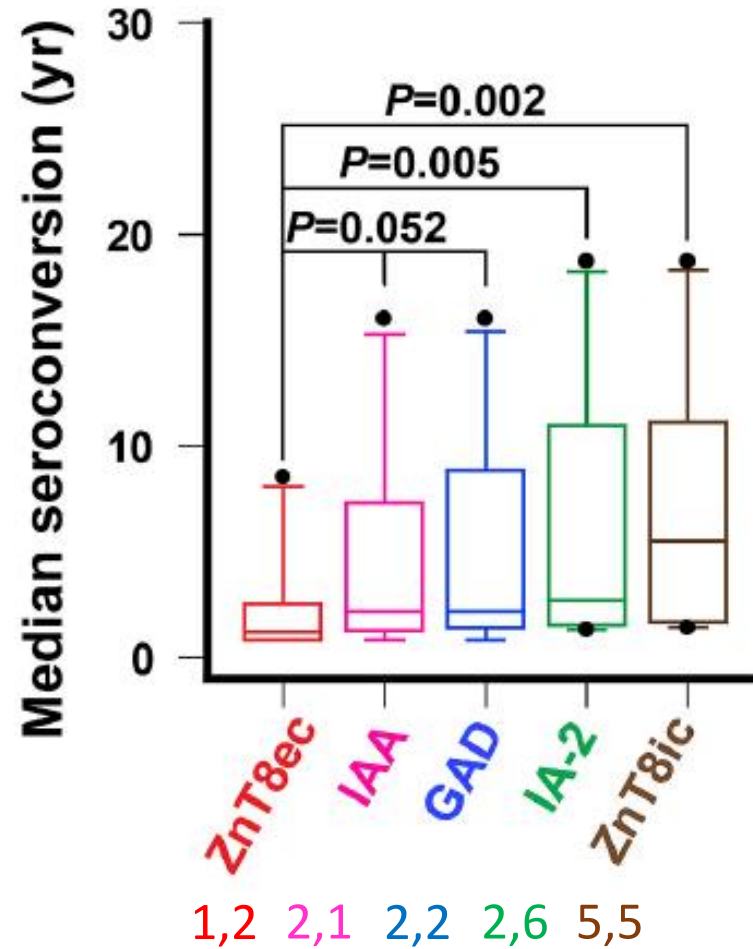 Median seroconversion (yr)
30
20
10
0
P=0.002
P=0.005
P=0.052
ZnT8ec
IAA
GAD
IA-2
ZnT8ic
1,2 2,1 2,2 2,6 5,5